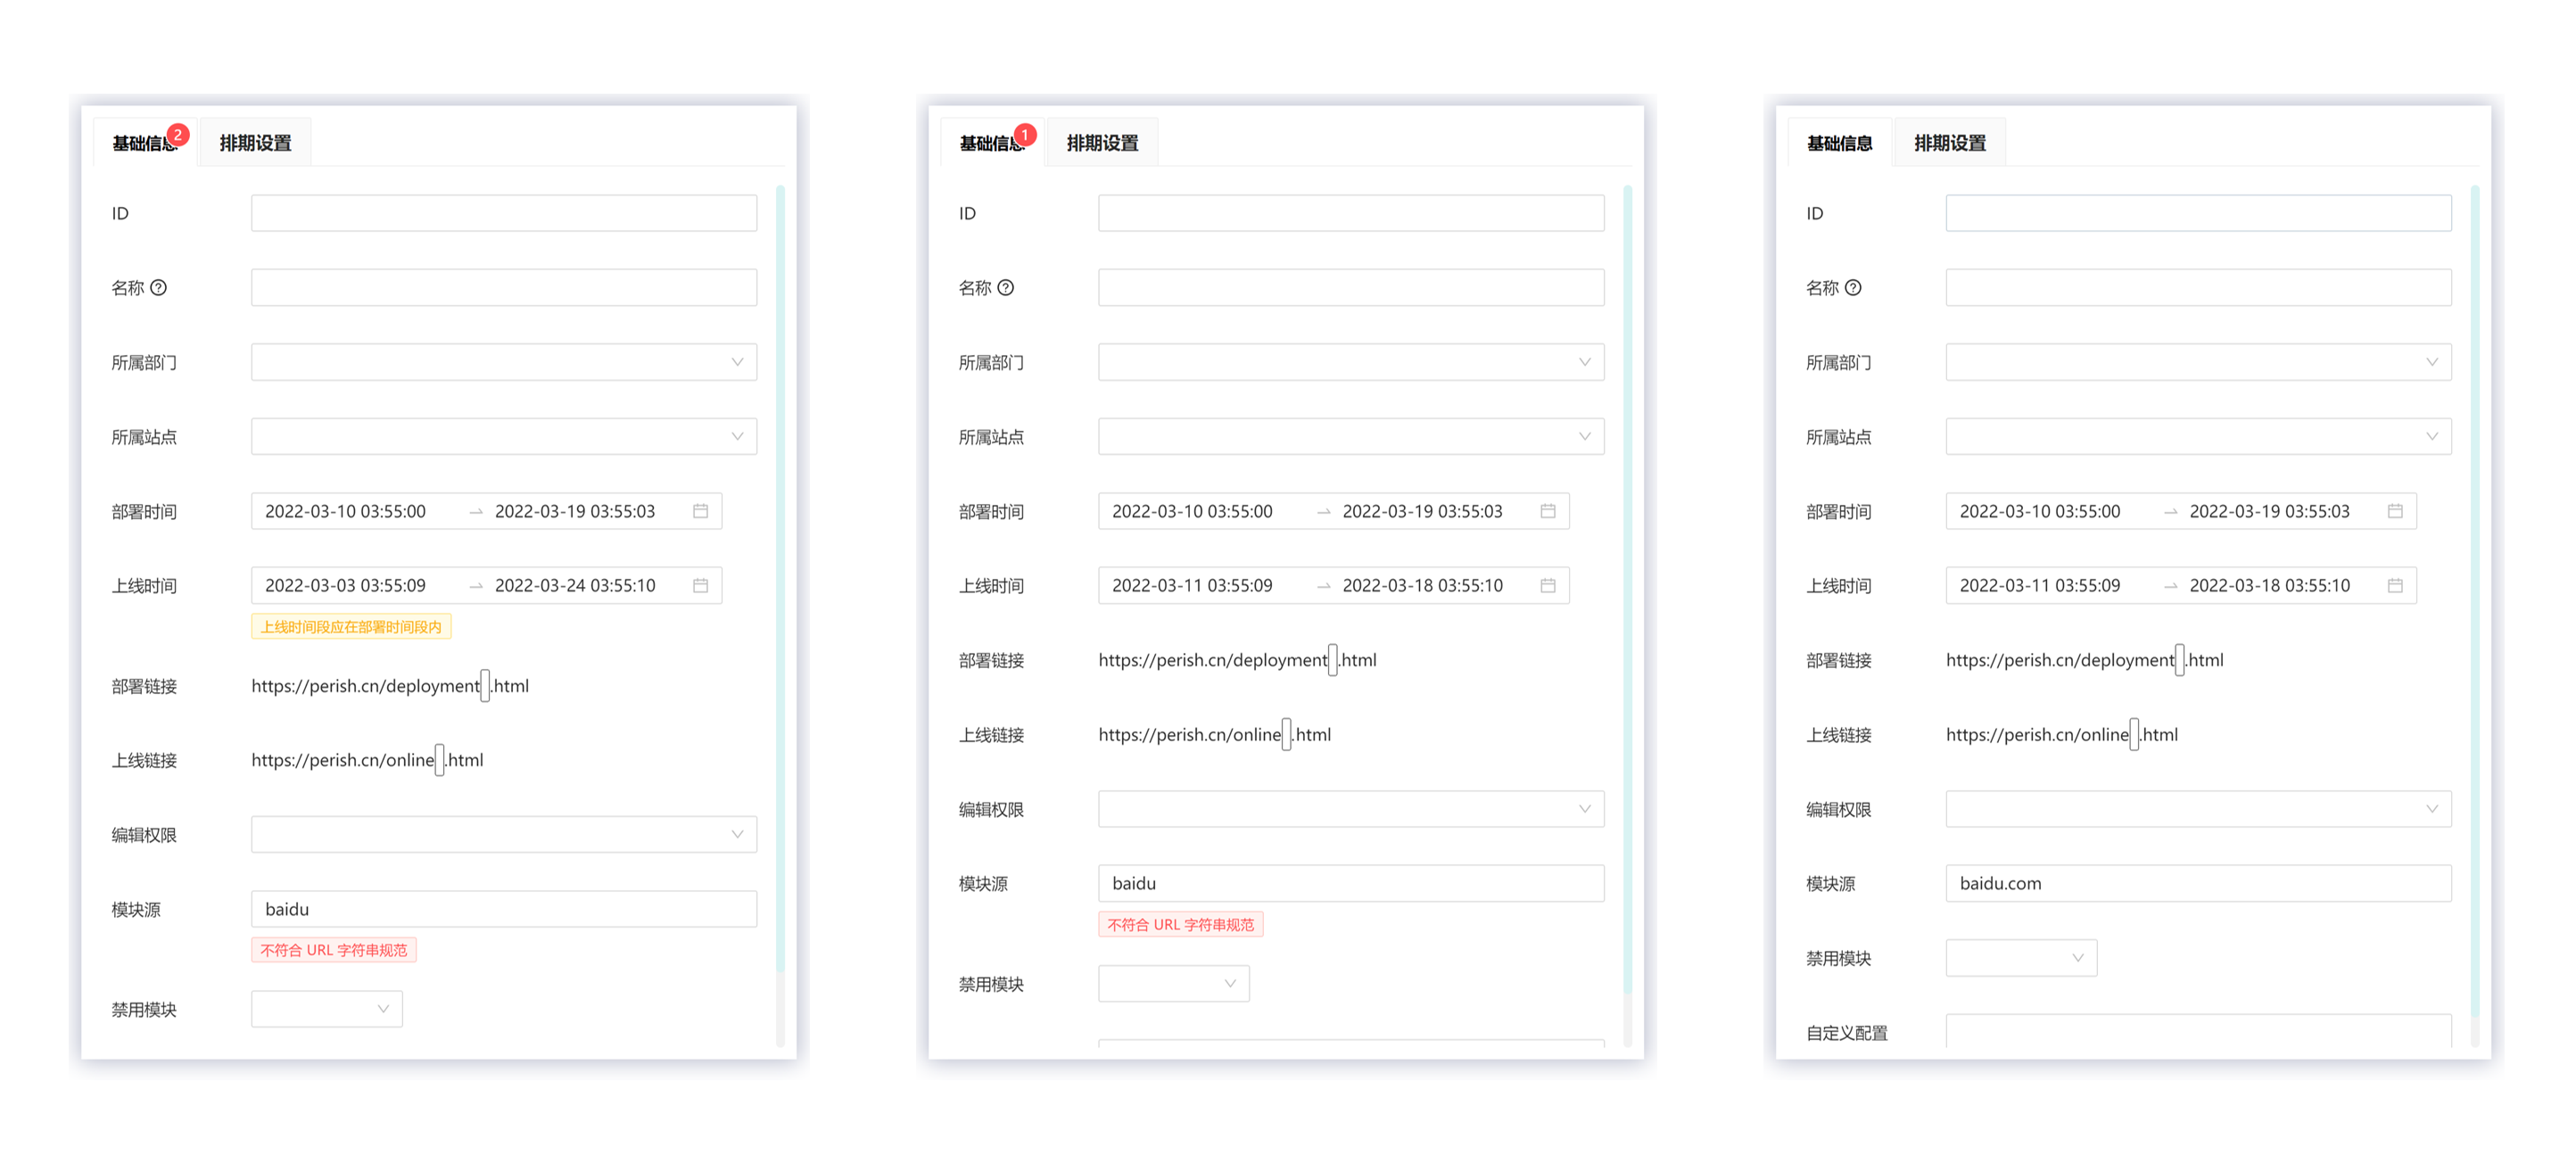 基础信息 2 排期设置
ID
名称
所属部门
所属站点
部署时间 2022-03-10 03:55:00 → 2022-03-19 03:55:03
上线时间 2022-03-03 03:55:09 → 2022-03-24 03:55:10
上线时间段应在部署时间段内
部署链接 https://perish.cn/deployment .html
上线链接 https://perish.cn/online .html
编辑权限
模块源 baidu
不符合 URL 字符串规范
禁用模块
基础信息 1 排期设置
ID
名称
所属部门
所属站点
部署时间 2022-03-10 03:55:00 → 2022-03-19 03:55:03
上线时间 2022-03-11 03:55:09 → 2022-03-18 03:55:10
部署链接 https://perish.cn/deployment .html
上线链接 https://perish.cn/online .html
编辑权限
模块源 baidu
不符合 URL 字符串规范
禁用模块
基础信息 排期设置
ID
名称
所属部门
所属站点
部署时间 2022-03-10 03:55:00 → 2022-03-19 03:55:03
上线时间 2022-03-11 03:55:09 → 2022-03-18 03:55:10
部署链接 https://perish.cn/deployment .html
上线链接 https://perish.cn/online .html
编辑权限
模块源 baidu.com
禁用模块
自定义配置